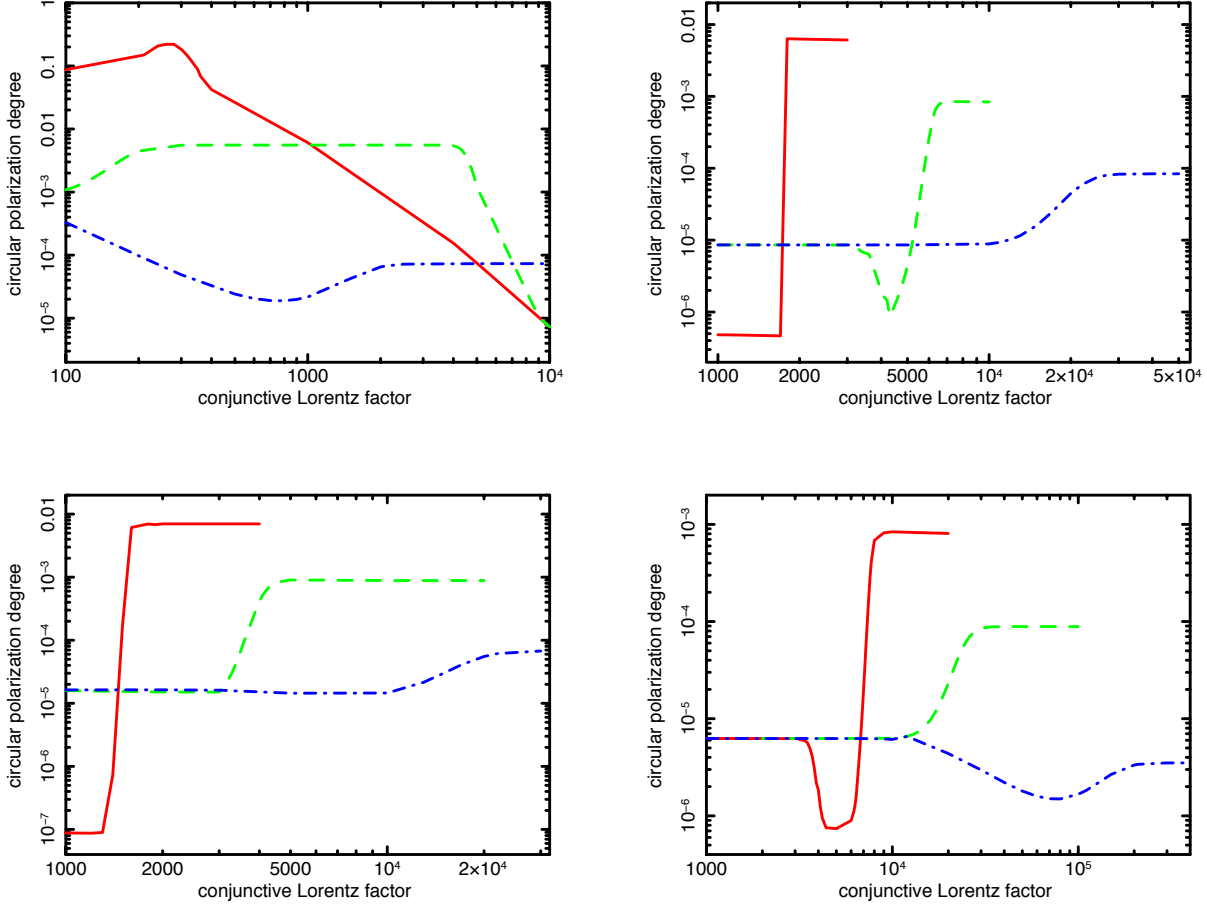 circular polarization degree
1
0.1
0.01
10⁻³
10⁻⁴
10⁻⁵
100 1000 10⁴
conjunctive Lorentz factor
circular polarization degree
0.01
10⁻³
10⁻⁴
10⁻⁵
10⁻⁶
1000 2000 5000 10⁴ 2×10⁴ 5×10⁴
conjunctive Lorentz factor
circular polarization degree
0.01
10⁻³
10⁻⁴
10⁻⁵
10⁻⁶
10⁻⁷
1000 2000 5000 10⁴ 2×10⁴
conjunctive Lorentz factor
circular polarization degree
10⁻³
10⁻⁴
10⁻⁵
10⁻⁶
1000 10⁴ 10⁵
conjunctive Lorentz factor